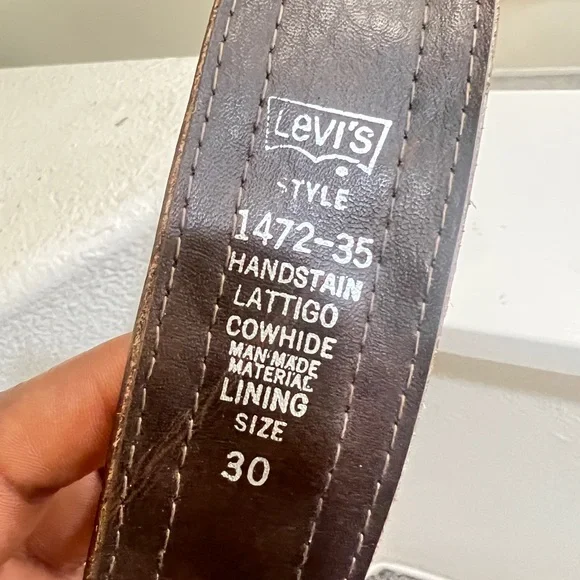 Levi's
STYLE
1472-35
HANDSTAIN
LATTIGO
COWHIDE
MAN-MADE
MATERIAL
LINING
SIZE
30